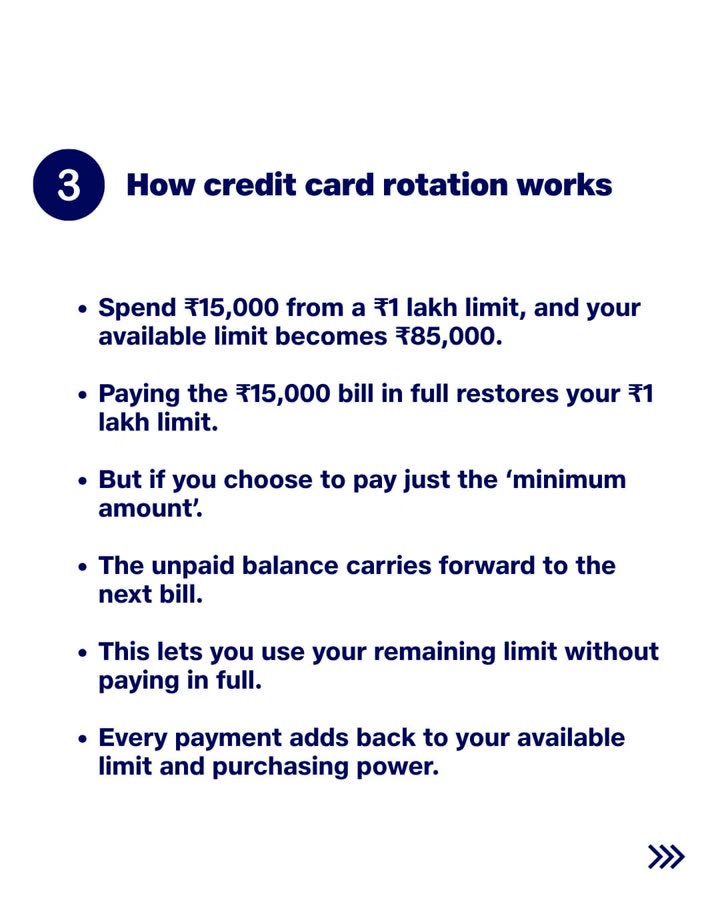 3 How credit card rotation works
• Spend ₹15,000 from a ₹1 lakh limit, and your
available limit becomes ₹85,000.
• Paying the ₹15,000 bill in full restores your ₹1
lakh limit.
• But if you choose to pay just the ‘minimum
amount’.
• The unpaid balance carries forward to the
next bill.
• This lets you use your remaining limit without
paying in full.
• Every payment adds back to your available
limit and purchasing power.